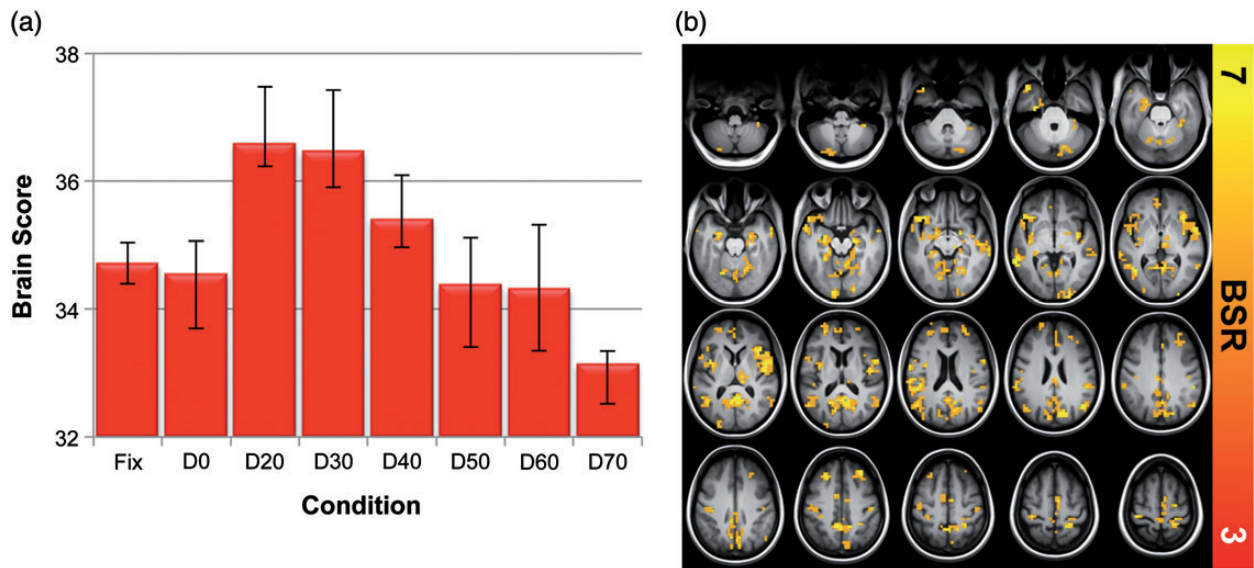 (a)
38
36
34
32
Brain Score
Fix D0 D20 D30 D40 D50 D60 D70
Condition
(b)
7
BSR
3